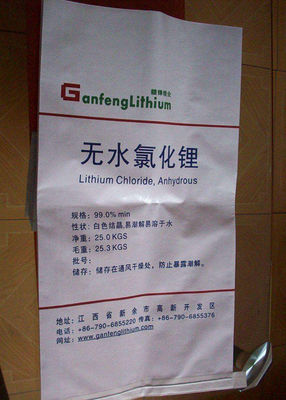 GanfengLithium
无水氯化锂
Lithium Chloride, Anhydrous
规格: 99.0% min
性状: 白色结晶,易潮解易溶于水
净重: 25.0 KGS
毛重: 25.3 KGS
批号:
储存: 储存在通风干燥处, 防止暴露潮解。
地址: 江西省新余市高新开发区
电话: +86-790-6855220 传真: +86-790-6855376
网址: www.ganfenglithium.com